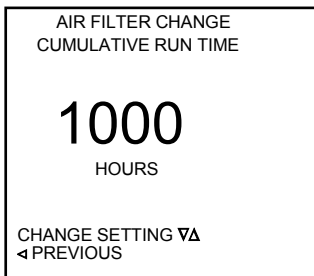 AIR FILTER CHANGE
CUMULATIVE RUN TIME
1000
HOURS
CHANGE SETTING ∇∆
◁ PREVIOUS